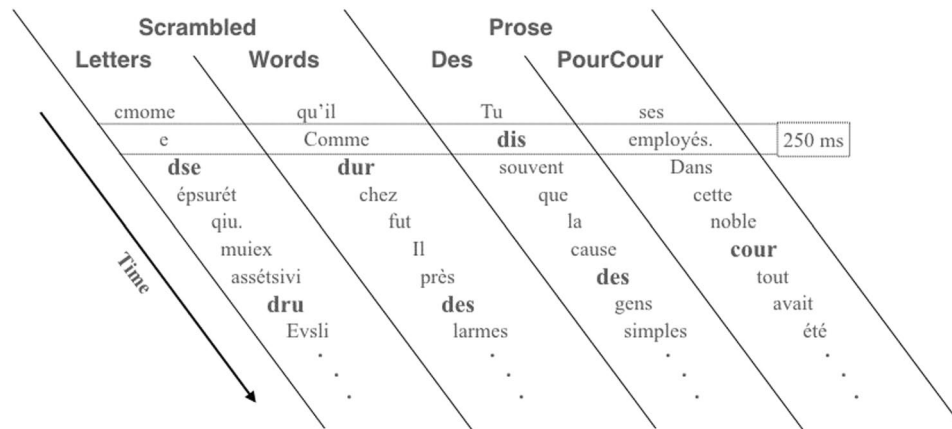 Scrambled Prose
Letters Words Des PourCour
cmome qu'il Tu ses
e Comme dis employés. 250 ms
dse dur souvent Dans
épsurét chez que cette
qiu. fut la noble
muiex Il cause cour
assétsivi près des tout
dru des gens avait
Evsli larmes simples été
. . . .
. . . .
. . . .
Time